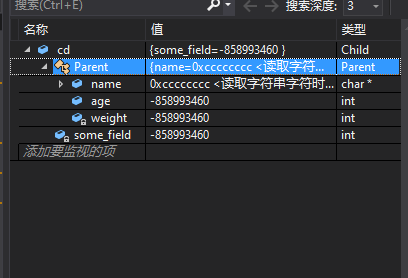 搜索(Ctrl+E)
搜索深度: 3
名称 值 类型
cd {some_field=-858993460 } Child
Parent {name=0xcccccccc <读取字符... Parent
name 0xcccccccc <读取字符串字符时... char *
age -858993460 int
weight -858993460 int
some_field -858993460 int
添加要监视的项